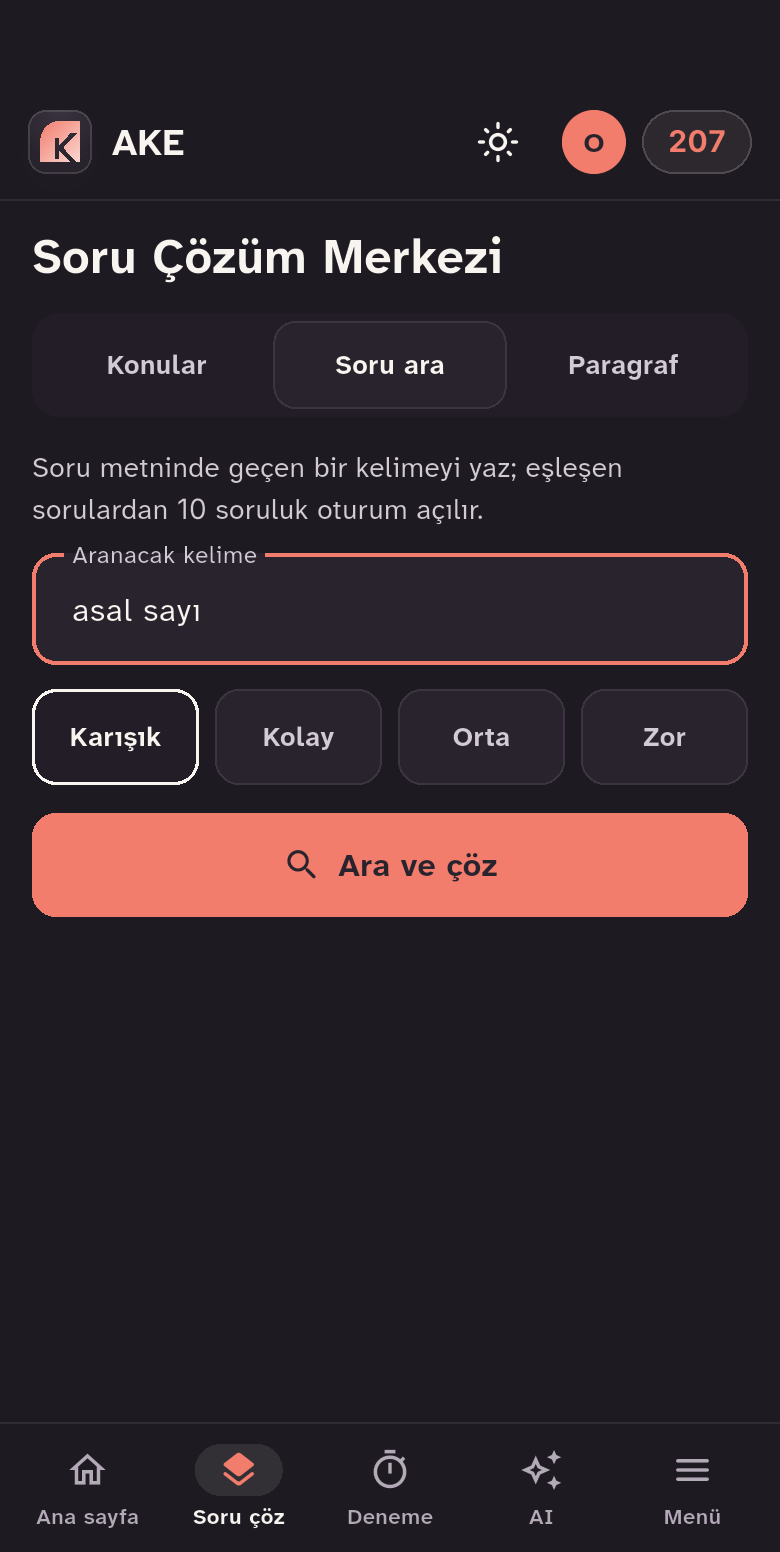 K
AKE
O
207
Soru Çözüm Merkezi
Konular
Soru ara
Paragraf
Soru metninde geçen bir kelimeyi yaz; eşleşen
sorulardan 10 soruluk oturum açılır.
Aranacak kelime
asal sayı
Karışık
Kolay
Orta
Zor
Ara ve çöz
Ana sayfa
Soru çöz
Deneme
AI
Menü